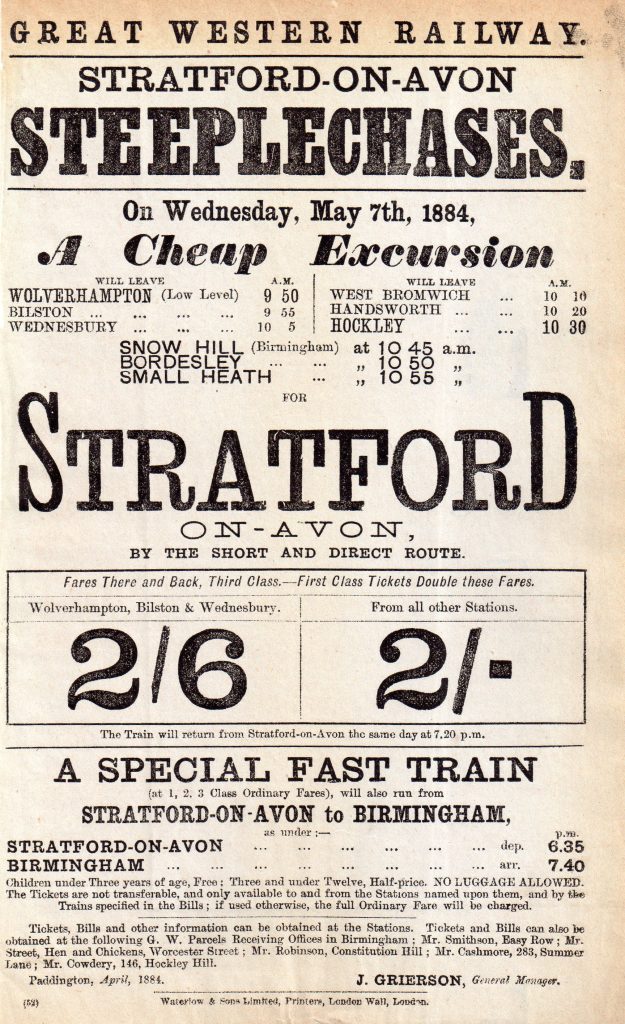 GREAT WESTERN RAILWAY.
STRATFORD-ON-AVON
STEEPLECHASES,
On Wednesday, May 7th, 1884,
A Cheap Excursion
WILL LEAVE A.M.
WOLVERHAMPTON (Low Level) 9 50
BILSTON ... ... ... ... 9 55
WEDNESBURY ... ... ... 10 5
WILL LEAVE A.M.
WEST BROMWICH ... 10 10
HANDSWORTH ... ... 10 20
HOCKLEY ... ... 10 30
SNOW HILL (Birmingham) at 10 45 a.m.
BORDESLEY ... ... „ 10 50 „
SMALL HEATH ... „ 10 55 „
FOR
STRATFORD
ON-AVON,
BY THE SHORT AND DIRECT ROUTE.
Fares There and Back, Third Class.—First Class Tickets Double these Fares.
Wolverhampton, Bilston & Wednesbury.
2/6
From all other Stations.
2/-
The Train will return from Stratford-on-Avon the same day at 7.20 p.m.
A SPECIAL FAST TRAIN
(at 1, 2, 3 Class Ordinary Fares), will also run from
STRATFORD-ON-AVON to BIRMINGHAM,
as under :— p.m.
STRATFORD-ON-AVON ... ... ... ... ... ... dep. 6.35
BIRMINGHAM ... ... ... ... ... ... ... ... arr. 7.40
Children under Three years of age, Free ; Three and under Twelve, Half-price. NO LUGGAGE ALLOWED.
The Tickets are not transferable, and only available to and from the Stations named upon them, and by the
Trains specified in the Bills ; if used otherwise, the full Ordinary Fare will be charged.
Tickets, Bills and other information can be obtained at the Stations. Tickets and Bills can also be
obtained at the following G. W. Parcels Receiving Offices in Birmingham ; Mr. Smithson, Easy Row ; Mr.
Street, Hen and Chickens, Worcester Street ; Mr. Robinson, Constitution Hill ; Mr. Cashmore, 283, Summer
Lane ; Mr. Cowdery, 146, Hockley Hill.
Paddington, April, 1884. J. GRIERSON, General Manager.
(52) Waterlow & Sons Limited, Printers, London Wall, London.